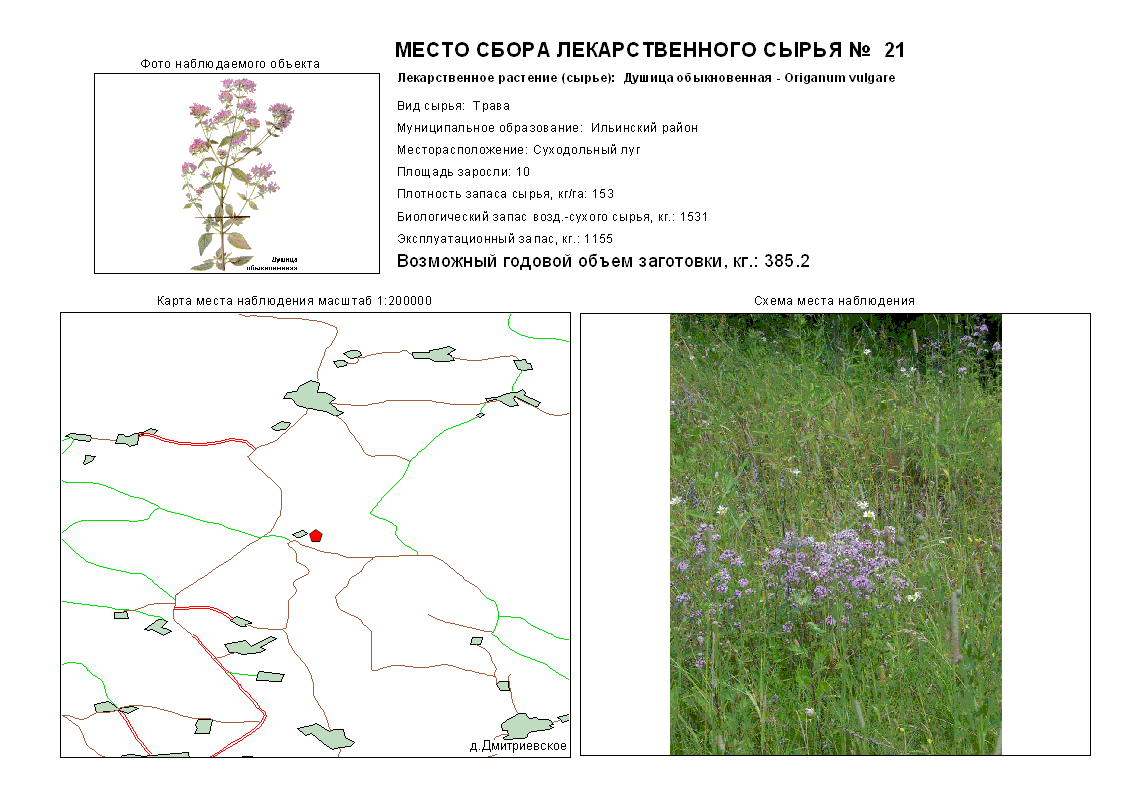 МЕСТО СБОРА ЛЕКАРСТВЕННОГО СЫРЬЯ № 21
Фото наблюдаемого объекта
Лекарственное растение (сырье): Душица обыкновенная - Origanum vulgare
Вид сырья: Трава
Муниципальное образование: Ильинский район
Месторасположение: Суходольный луг
Площадь заросли: 10
Плотность запаса сырья, кг/га: 153
Биологический запас возд.-сухого сырья, кг.: 1531
Эксплуатационный запас, кг.: 1155
Возможный годовой объем заготовки, кг.: 385.2
Душица
обыкновенная
Карта места наблюдения масштаб 1:200000
Схема места наблюдения
д.Дмитриевское